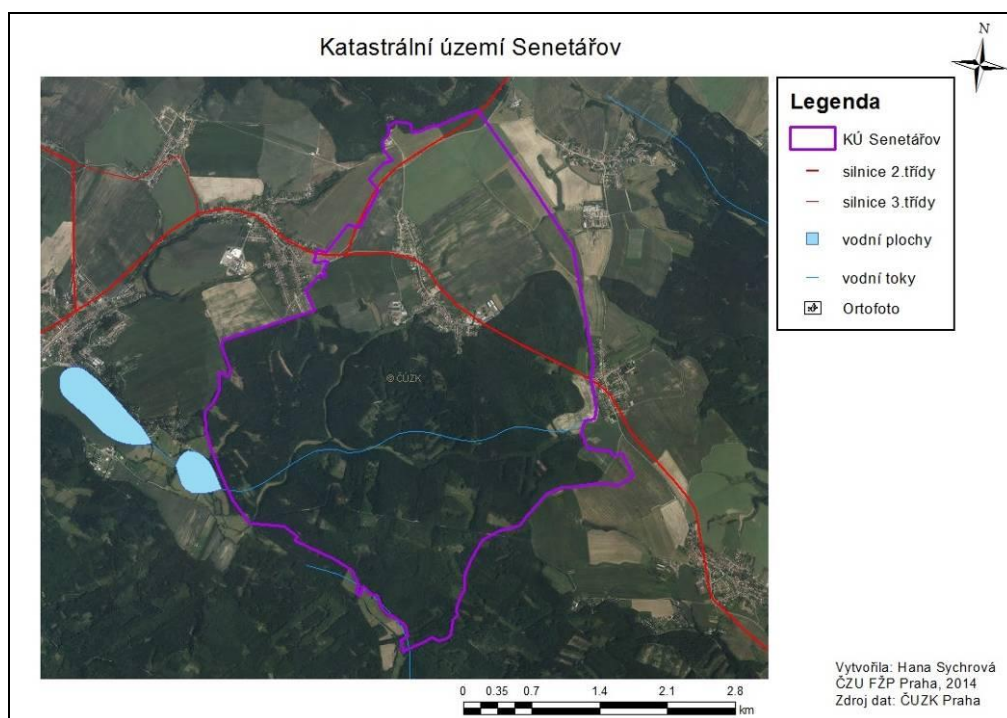 Katastrální území Senetářov
N
Legenda
KÚ Senetářov
silnice 2.třídy
silnice 3.třídy
vodní plochy
vodní toky
Ortofoto
© ČÚZK
0 0.35 0.7 1.4 2.1 2.8
km
Vytvořila: Hana Sychrová
ČZU FŽP Praha, 2014
Zdroj dat: ČUZK Praha